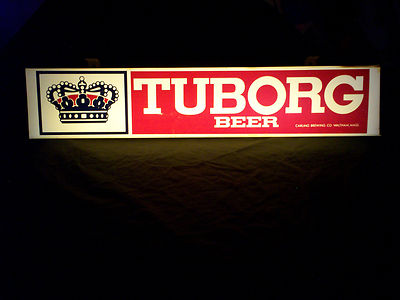 TUBORG
BEER
CARLING BREWING CO. WALTHAM, MASS.